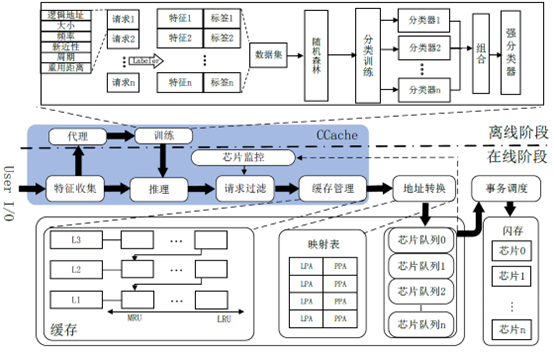 逻辑地址
大小
频率
新近性
周期
重用距离
请求1
请求2
请求n
Labeler
特征1 标签1
特征2 标签2
特征n 标签n
数据集
随机森林
分类训练
分类器1
分类器2
分类器n
组合
强分类器
代理
训练
CCache
离线阶段
在线阶段
芯片监控
User I/O
特征收集
推理
请求过滤
缓存管理
地址转换
事务调度
L3
L2
L1
MRU
LRU
缓存
映射表
LPA PPA
LPA PPA
LPA PPA
LPA PPA
芯片队列0
芯片队列1
芯片队列2
芯片队列n
闪存
芯片0
芯片1
芯片n